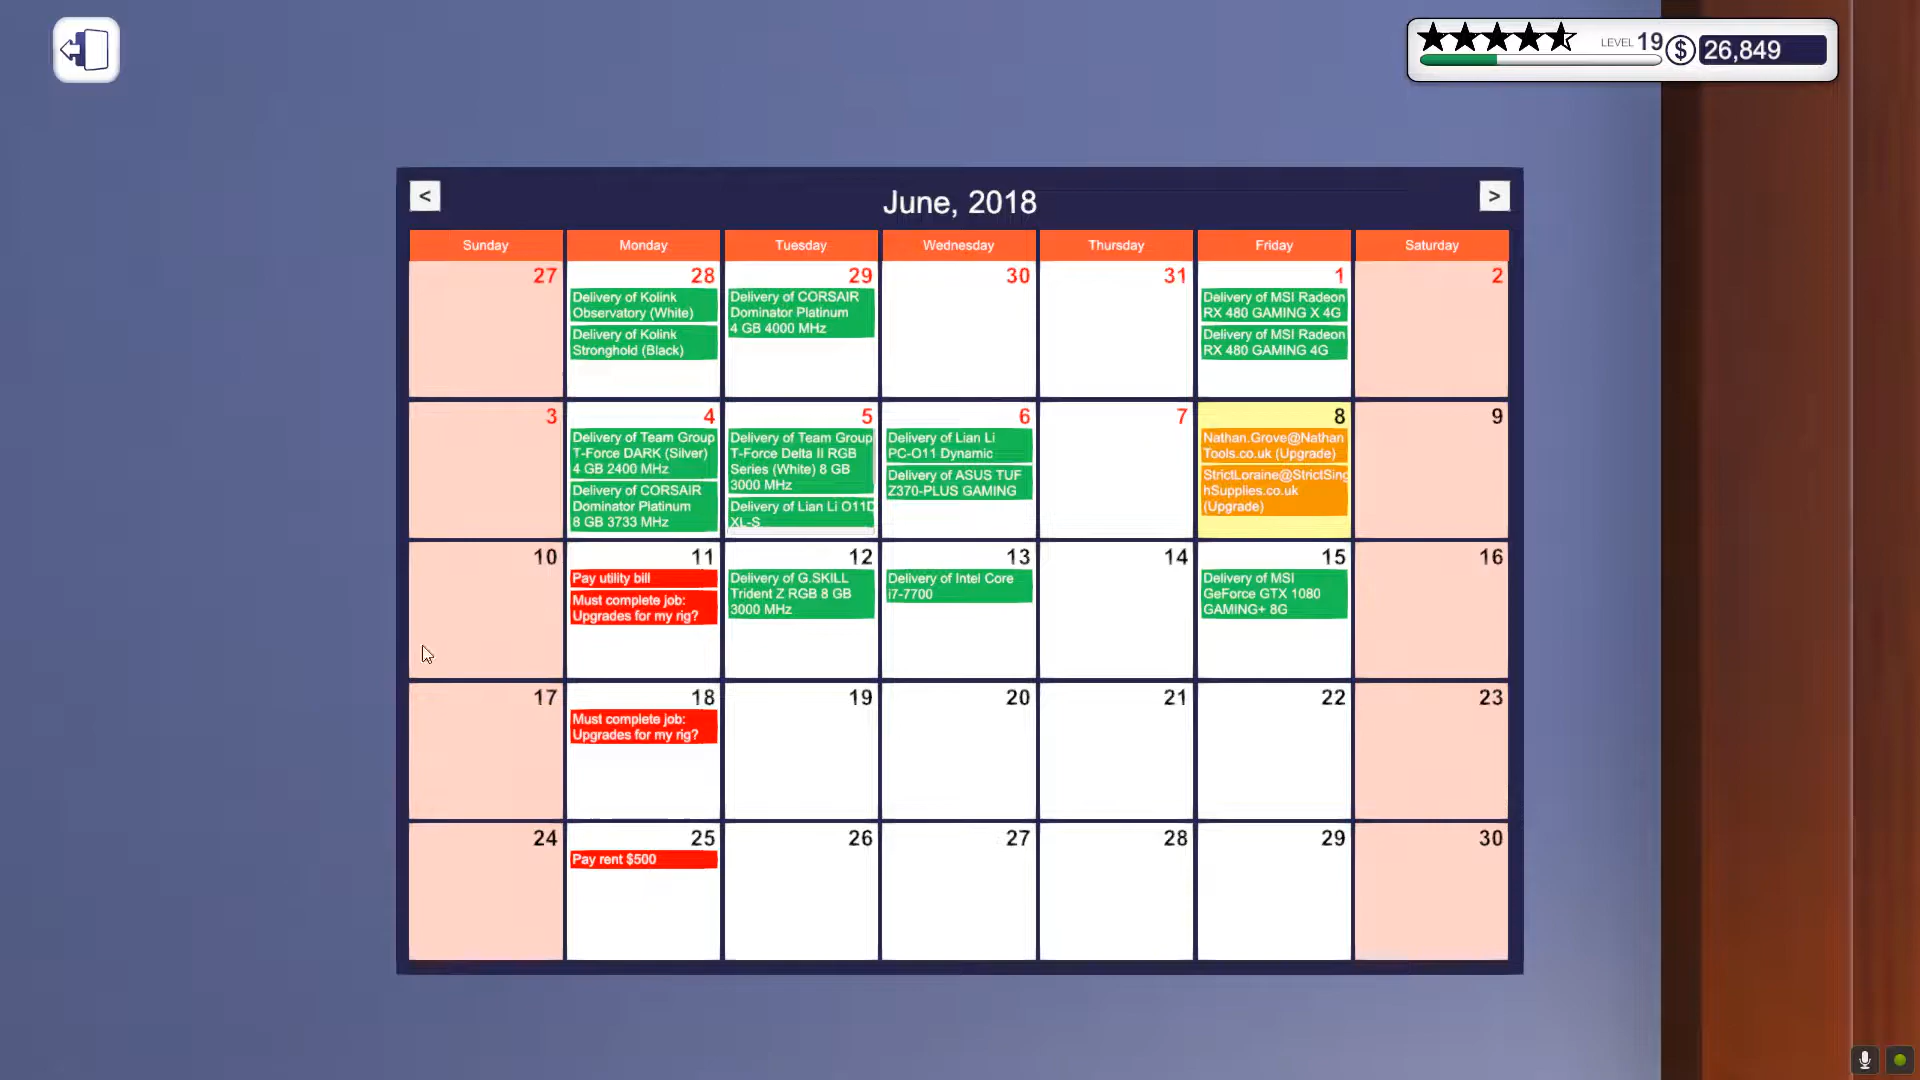 LEVEL 19
$ 26,849
< June, 2018 >
Sunday Monday Tuesday Wednesday Thursday Friday Saturday
27
28
Delivery of Kolink
Observatory (White)
Delivery of Kolink
Stronghold (Black)
29
Delivery of CORSAIR
Dominator Platinum
4 GB 4000 MHz
30
31
1
Delivery of MSI Radeon
RX 480 GAMING X 4G
Delivery of MSI Radeon
RX 480 GAMING 4G
2
3
4
Delivery of Team Group
T-Force DARK (Silver)
4 GB 2400 MHz
Delivery of CORSAIR
Dominator Platinum
8 GB 3733 MHz
5
Delivery of Team Group
T-Force Delta II RGB
Series (White) 8 GB
3000 MHz
Delivery of Lian Li O11D
XL-S
6
Delivery of Lian Li
PC-O11 Dynamic
Delivery of ASUS TUF
Z370-PLUS GAMING
7
8
Nathan.Grove@Nathan
Tools.co.uk (Upgrade)
StrictLoraine@StrictSing
hSupplies.co.uk
(Upgrade)
9
10
11
Pay utility bill
Must complete job:
Upgrades for my rig?
12
Delivery of G.SKILL
Trident Z RGB 8 GB
3000 MHz
13
Delivery of Intel Core
i7-7700
14
15
Delivery of MSI
GeForce GTX 1080
GAMING+ 8G
16
17
18
Must complete job:
Upgrades for my rig?
19
20
21
22
23
24
25
Pay rent $500
26
27
28
29
30